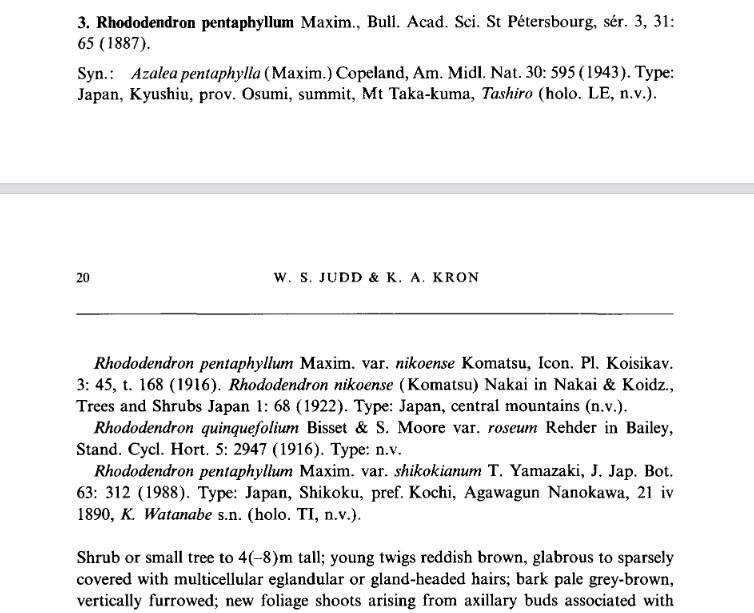 3. Rhododendron pentaphyllum Maxim., Bull. Acad. Sci. St Pétersbourg, sér. 3, 31:
65 (1887).
Syn.: Azalea pentaphylla (Maxim.) Copeland, Am. Midl. Nat. 30: 595 (1943). Type:
Japan, Kyushiu, prov. Osumi, summit, Mt Taka-kuma, Tashiro (holo. LE, n.v.).
20
W. S. JUDD & K. A. KRON
Rhododendron pentaphyllum Maxim. var. nikoense Komatsu, Icon. Pl. Koisikav.
3: 45, t. 168 (1916). Rhododendron nikoense (Komatsu) Nakai in Nakai & Koidz.,
Trees and Shrubs Japan 1: 68 (1922). Type: Japan, central mountains (n.v.).
Rhododendron quinquefolium Bisset & S. Moore var. roseum Rehder in Bailey,
Stand. Cycl. Hort. 5: 2947 (1916). Type: n.v.
Rhododendron pentaphyllum Maxim. var. shikokianum T. Yamazaki, J. Jap. Bot.
63: 312 (1988). Type: Japan, Shikoku, pref. Kochi, Agawagun Nanokawa, 21 iv
1890, K. Watanabe s.n. (holo. TI, n.v.).
Shrub or small tree to 4(–8)m tall; young twigs reddish brown, glabrous to sparsely
covered with multicellular eglandular or gland-headed hairs; bark pale grey-brown,
vertically furrowed; new foliage shoots arising from axillary buds associated with